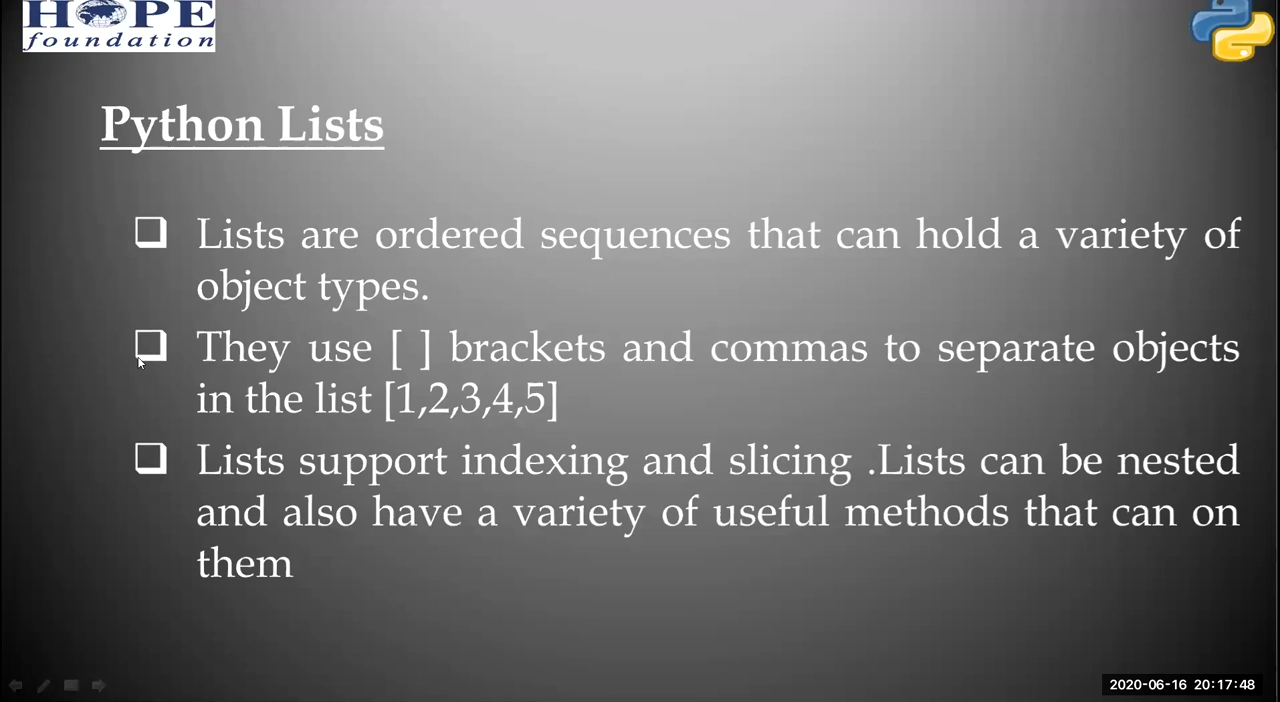 HOPE
foundation
Python Lists
Lists are ordered sequences that can hold a variety of
object types.
They use [ ] brackets and commas to separate objects
in the list [1,2,3,4,5]
Lists support indexing and slicing .Lists can be nested
and also have a variety of useful methods that can on
them
2020-06-16 20:17:48